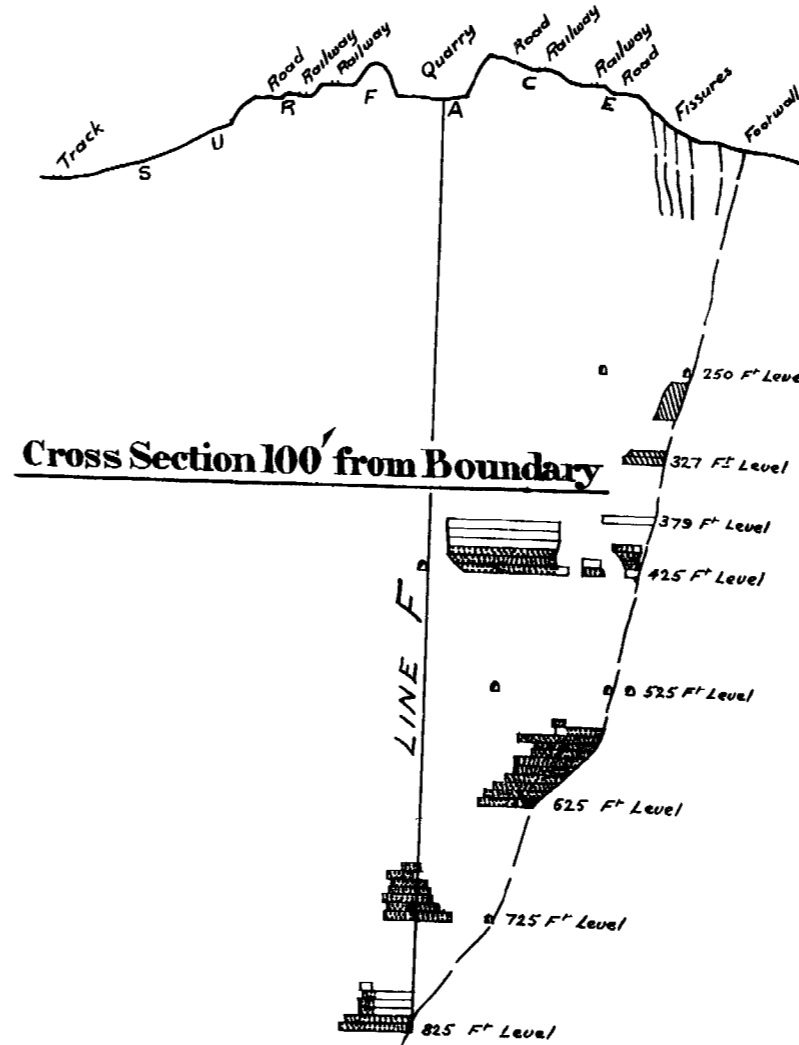 Track
Road
Railway
Railway
Quarry
Road
Railway
Railway
Road
Fissures
Footwall
S
U
R
F
A
C
E
250 Ft Level
Cross Section 100' from Boundary
327 Ft Level
379 Ft Level
425 Ft Level
LINE F
525 Ft Level
625 Ft Level
725 Ft Level
825 Ft Level